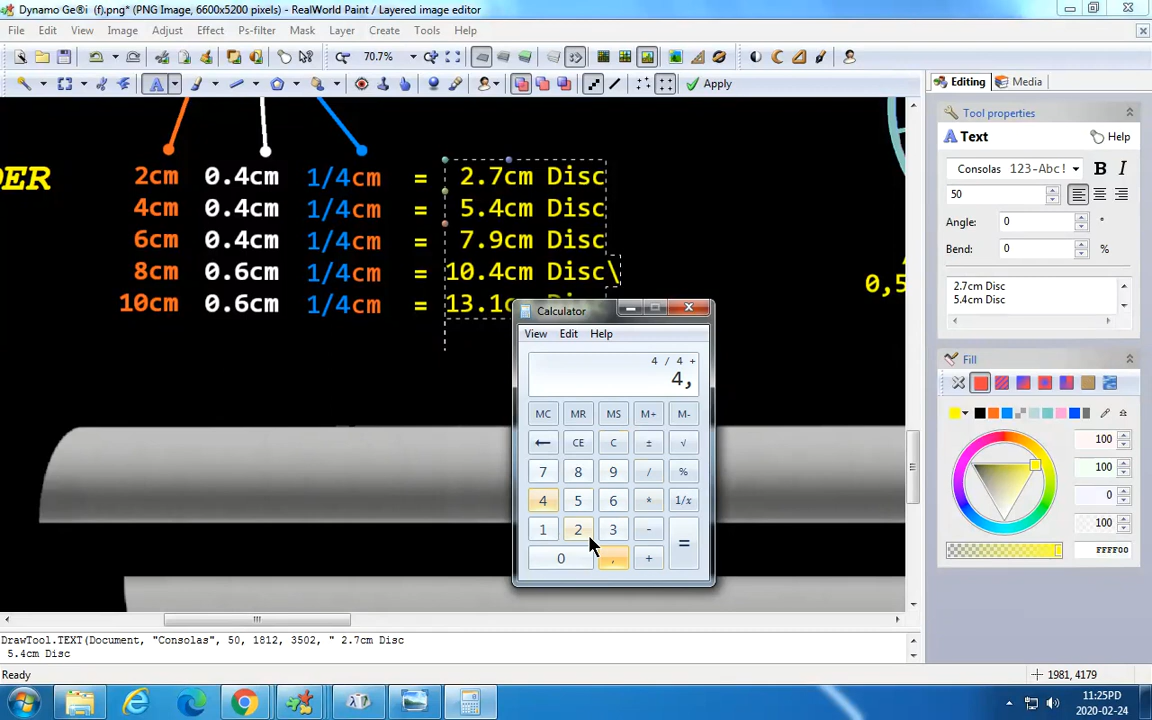 Dynamo Ge®i  (f).png* (PNG Image, 6600x5200 pixels) - RealWorld Paint / Layered image editor
File Edit View Image Adjust Effect Ps-filter Mask Layer Create Tools Help
70.7%
Apply
Editing Media
Tool properties
A Text Help
Consolas 123-Abc! B I
50
Angle: 0 °
Bend: 0 %
2.7cm Disc
5.4cm Disc
Fill
100
100
0
100
FFFF00
DER
2cm 0.4cm 1/4cm = 2.7cm Disc
4cm 0.4cm 1/4cm = 5.4cm Disc
6cm 0.4cm 1/4cm = 7.9cm Disc
8cm 0.6cm 1/4cm = 10.4cm Disc\
10cm 0.6cm 1/4cm = 13.1c
0,5
Calculator
View Edit Help
4 / 4 +
4,
MC MR MS M+ M-
← CE C ± √
7 8 9 / %
4 5 6 * 1/x
1 2 3 - =
0 , +
DrawTool.TEXT(Document, "Consolas", 50, 1812, 3502, " 2.7cm Disc
5.4cm Disc
Ready
1981, 4179
11:25PD
2020-02-24